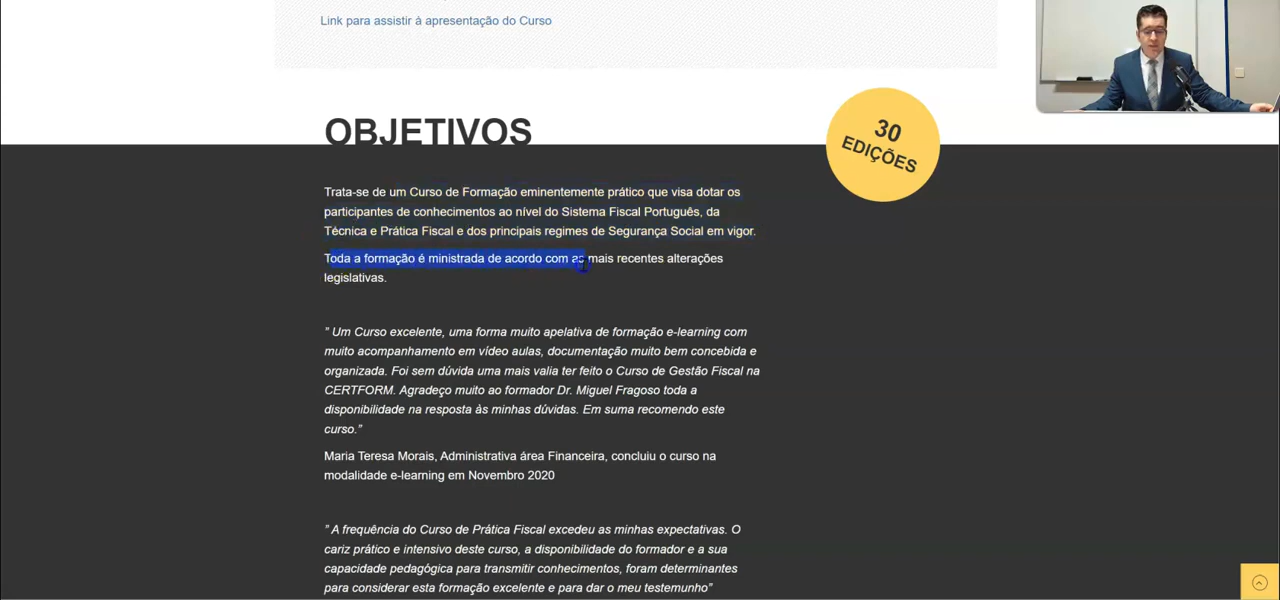 Link para assistir à apresentação do Curso
OBJETIVOS
30
EDIÇÕES
Trata-se de um Curso de Formação eminentemente prático que visa dotar os
participantes de conhecimentos ao nível do Sistema Fiscal Português, da
Técnica e Prática Fiscal e dos principais regimes de Segurança Social em vigor.
Toda a formação é ministrada de acordo com as mais recentes alterações
legislativas.
" Um Curso excelente, uma forma muito apelativa de formação e-learning com
muito acompanhamento em vídeo aulas, documentação muito bem concebida e
organizada. Foi sem dúvida uma mais valia ter feito o Curso de Gestão Fiscal na
CERTFORM. Agradeço muito ao formador Dr. Miguel Fragoso toda a
disponibilidade na resposta às minhas dúvidas. Em suma recomendo este
curso."
Maria Teresa Morais, Administrativa área Financeira, concluiu o curso na
modalidade e-learning em Novembro 2020
" A frequência do Curso de Prática Fiscal excedeu as minhas expectativas. O
cariz prático e intensivo deste curso, a disponibilidade do formador e a sua
capacidade pedagógica para transmitir conhecimentos, foram determinantes
para considerar esta formação excelente e para dar o meu testemunho"